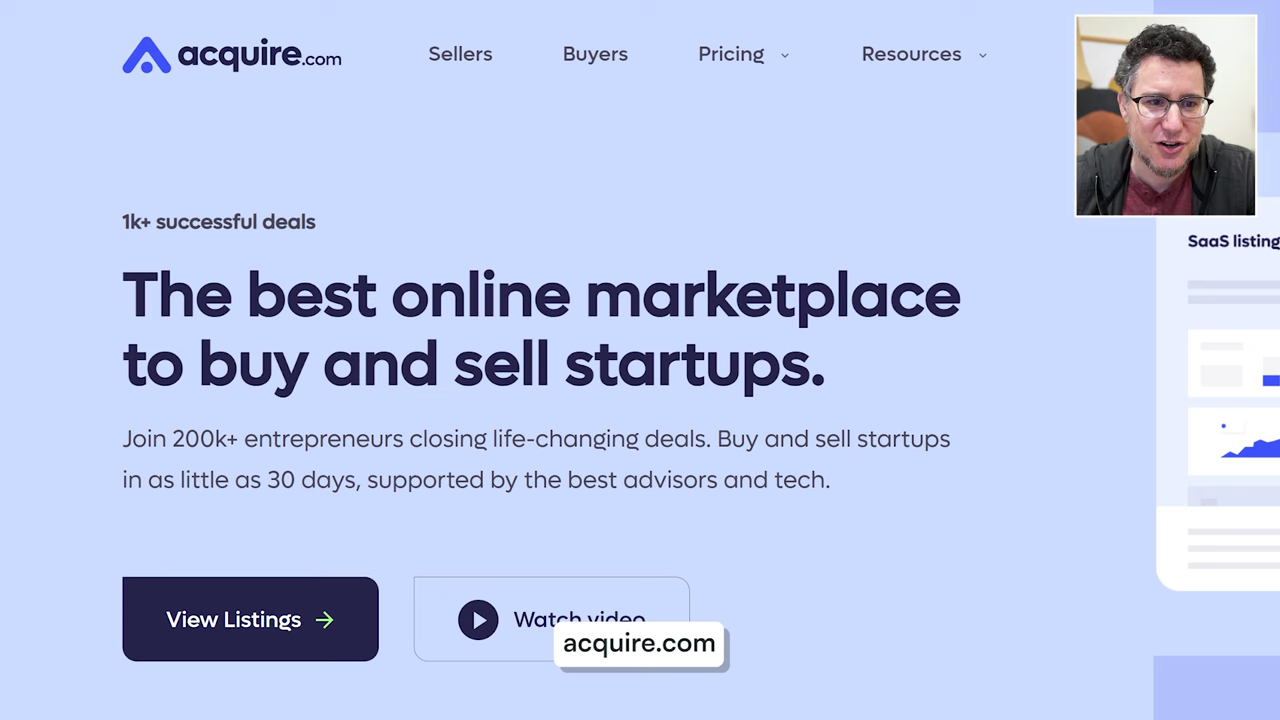 acquire.com
Sellers
Buyers
Pricing
Resources
1k+ successful deals
SaaS listing
The best online marketplace
to buy and sell startups.
Join 200k+ entrepreneurs closing life-changing deals. Buy and sell startups
in as little as 30 days, supported by the best advisors and tech.
View Listings
Watch video
acquire.com